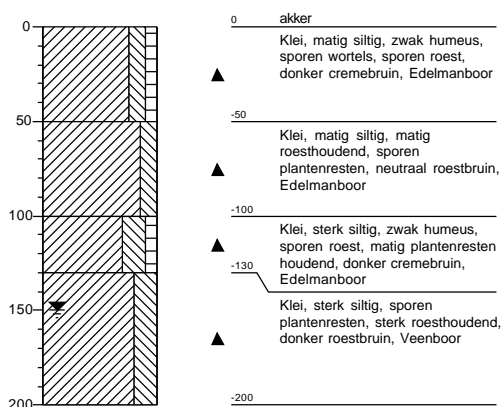 0
50
100
150
200
0 akker
Klei, matig siltig, zwak humeus,
sporen wortels, sporen roest,
donker cremebruin, Edelmanboor
-50
Klei, matig siltig, matig
roesthoudend, sporen
plantenresten, neutraal roestbruin,
Edelmanboor
-100
Klei, sterk siltig, zwak humeus,
sporen roest, matig plantenresten
houdend, donker cremebruin,
Edelmanboor
-130
Klei, sterk siltig, sporen
plantenresten, sterk roesthoudend,
donker roestbruin, Veenboor
-200